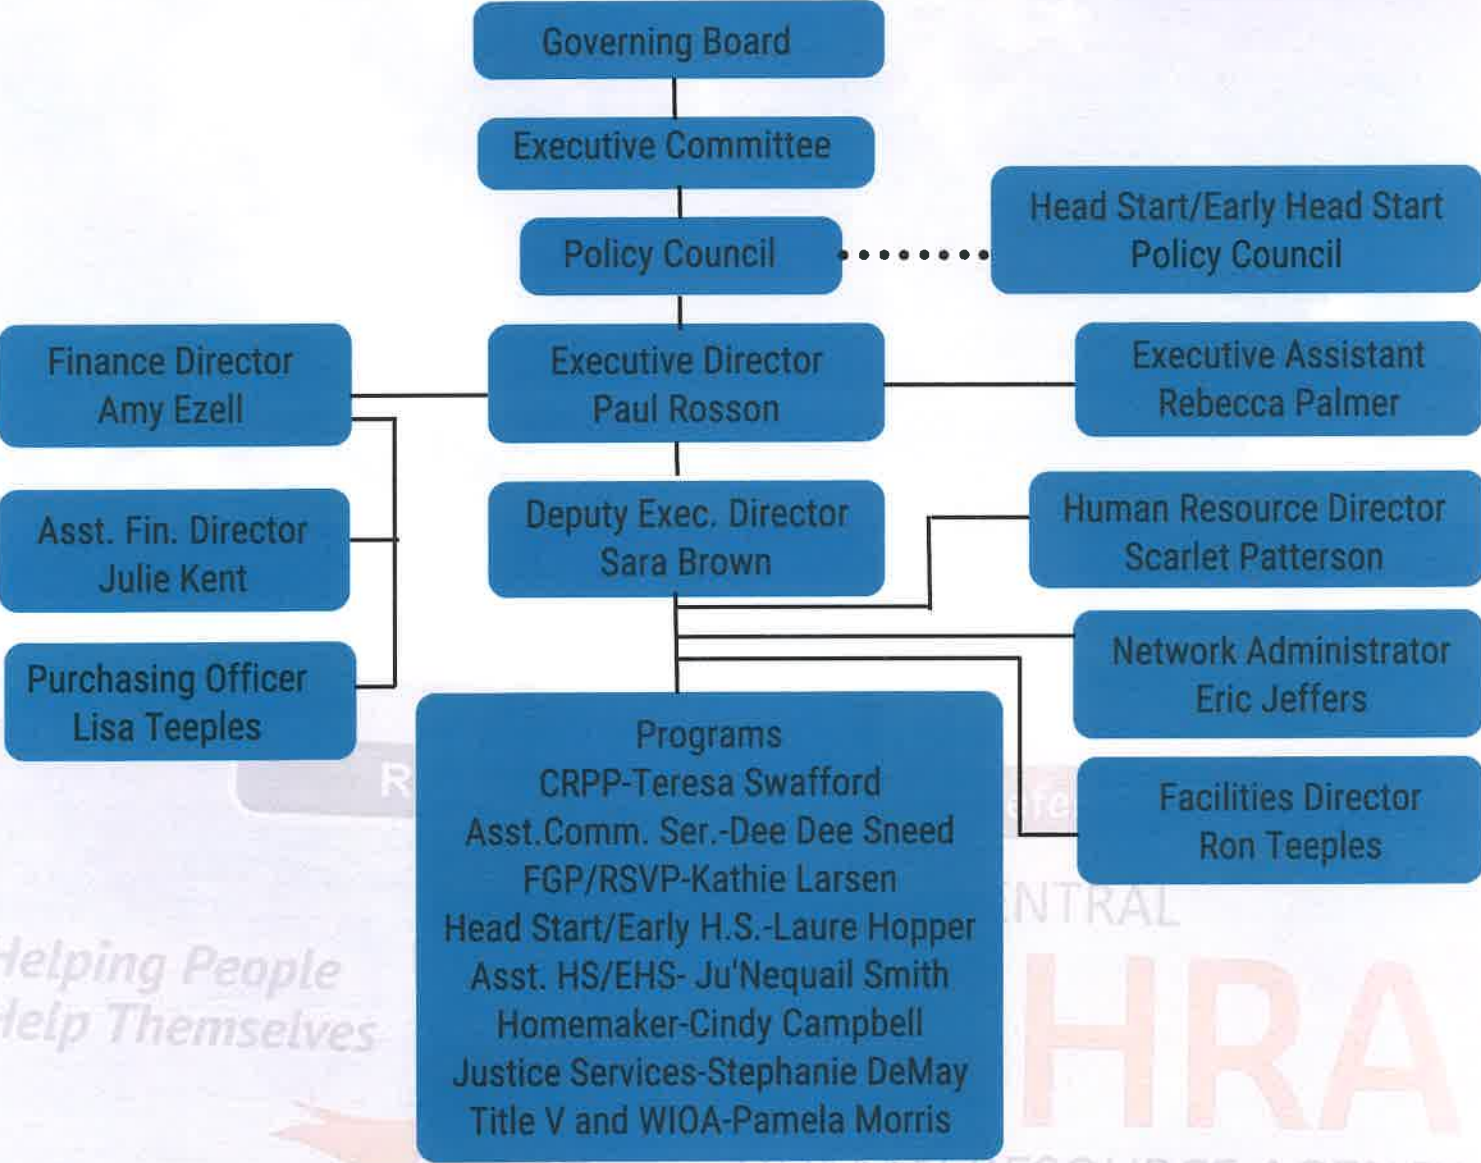 Governing Board
Executive Committee
Policy Council
Head Start/Early Head Start
Policy Council
Finance Director
Amy Ezell
Executive Director
Paul Rosson
Executive Assistant
Rebecca Palmer
Asst. Fin. Director
Julie Kent
Deputy Exec. Director
Sara Brown
Human Resource Director
Scarlet Patterson
Purchasing Officer
Lisa Teeples
Network Administrator
Eric Jeffers
Facilities Director
Ron Teeples
Programs
CRPP-Teresa Swafford
Asst.Comm. Ser.-Dee Dee Sneed
FGP/RSVP-Kathie Larsen
Head Start/Early H.S.-Laure Hopper
Asst. HS/EHS- Ju'Nequail Smith
Homemaker-Cindy Campbell
Justice Services-Stephanie DeMay
Title V and WIOA-Pamela Morris
Helping People
Help Themselves
NTRAL
HRA